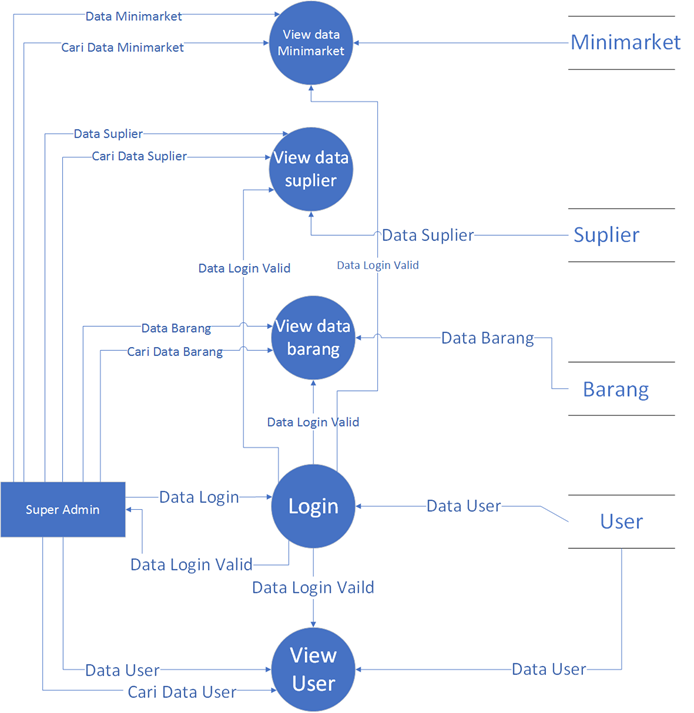 Data Minimarket
View data
Minimarket
Minimarket
Cari Data Minimarket
Data Suplier
View data
suplier
Cari Data Suplier
Data Suplier
Suplier
Data Login Valid
Data Login Valid
Data Barang
View data
barang
Data Barang
Cari Data Barang
Barang
Data Login Valid
Data Login
Login
Data User
User
Super Admin
Data Login Valid
Data Login Vaild
View
User
Data User
Data User
Cari Data User